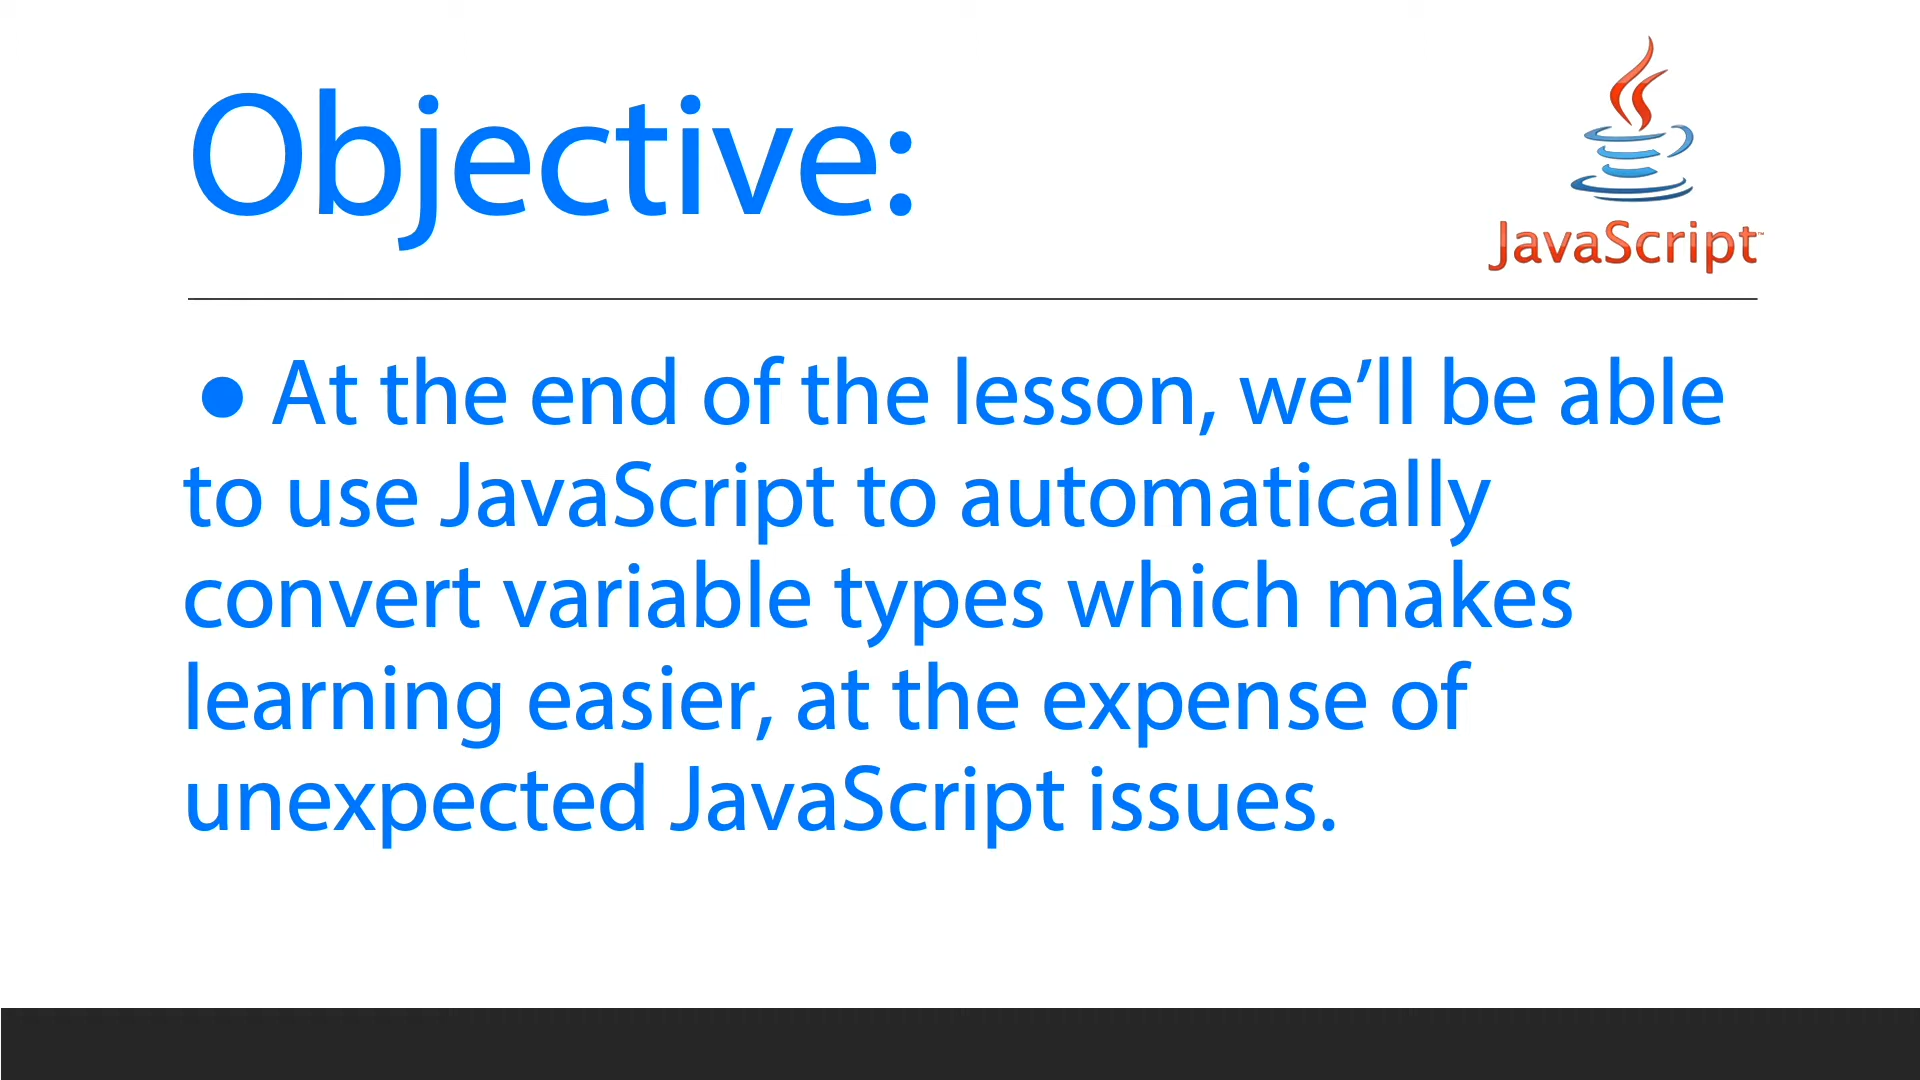 Objective:
JavaScript™
● At the end of the lesson, we’ll be able
to use JavaScript to automatically
convert variable types which makes
learning easier, at the expense of
unexpected JavaScript issues.